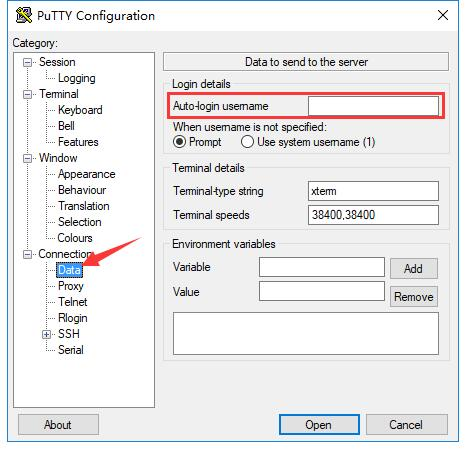 PuTTY Configuration
Category:
Session
Logging
Terminal
Keyboard
Bell
Features
Window
Appearance
Behaviour
Translation
Selection
Colours
Connection
Data
Proxy
Telnet
Rlogin
SSH
Serial
Data to send to the server
Login details
Auto-login username
When username is not specified:
Prompt Use system username (1)
Terminal details
Terminal-type string xterm
Terminal speeds 38400,38400
Environment variables
Variable Add
Value Remove
About Open Cancel